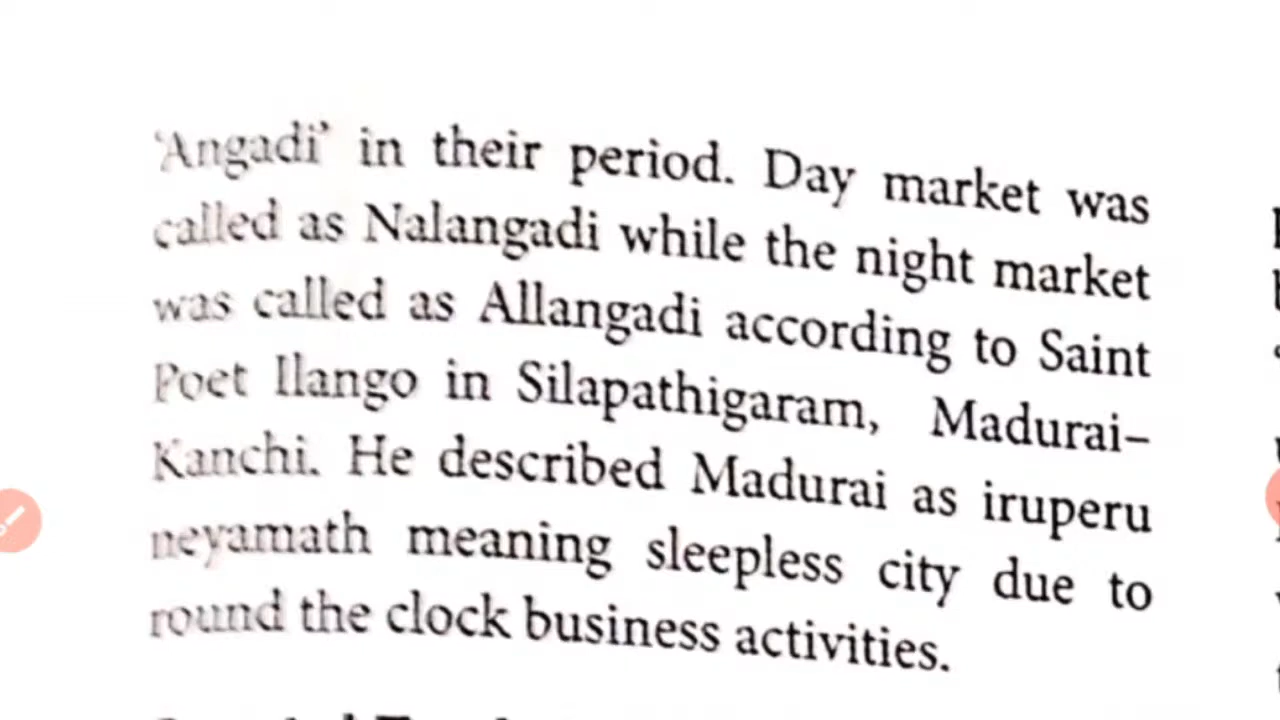 'Angadi' in their period. Day market was
called as Nalangadi while the night market
was called as Allangadi according to Saint
Poet Ilango in Silapathigaram, Madurai–
Kanchi. He described Madurai as iruperu
neyamath meaning sleepless city due to
round the clock business activities.